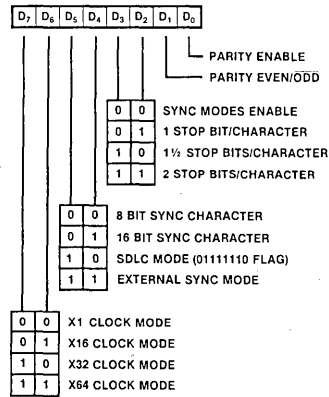 D7 D6 D5 D4 D3 D2 D1 D0
PARITY ENABLE
PARITY EVEN/ODD
0 0 SYNC MODES ENABLE
0 1 1 STOP BIT/CHARACTER
1 0 1½ STOP BITS/CHARACTER
1 1 2 STOP BITS/CHARACTER
0 0 8 BIT SYNC CHARACTER
0 1 16 BIT SYNC CHARACTER
1 0 SDLC MODE (01111110 FLAG)
1 1 EXTERNAL SYNC MODE
0 0 X1 CLOCK MODE
0 1 X16 CLOCK MODE
1 0 X32 CLOCK MODE
1 1 X64 CLOCK MODE